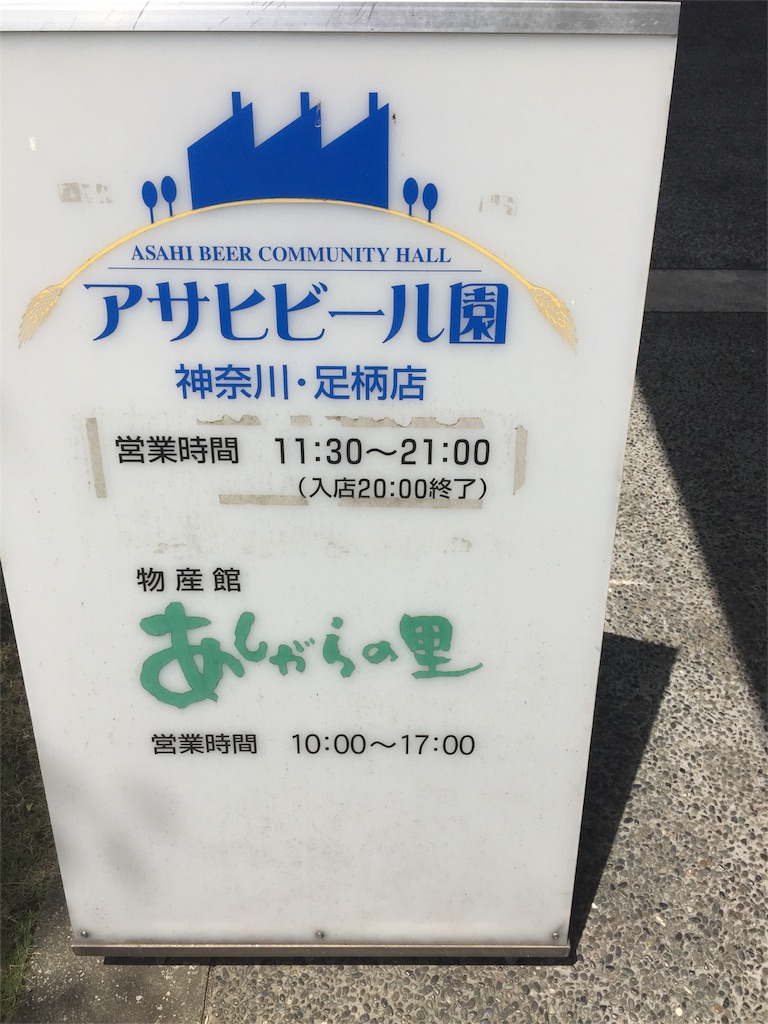 ASAHI BEER COMMUNITY HALL
アサヒビール園
神奈川・足柄店
営業時間 11:30～21:00
（入店20:00終了）
物産館
あしがらの里
営業時間 10:00～17:00